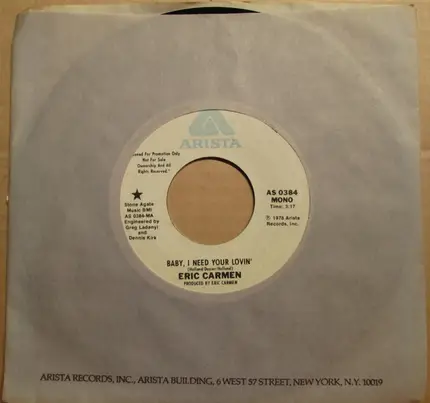 ARISTA
Loaned For Promotion Only
Not For Sale
Ownership And All
Right Reserved."
★
Stone Agate
Music BMI
AS 0384-MA
Engineered by
Greg Ladanyi
and
Dennis Kirk
AS 0384
MONO
Time: 3:17
℗ 1978 Arista
Records, Inc.
BABY, I NEED YOUR LOVIN'
(Holland-Dozier-Holland)
ERIC CARMEN
PRODUCED BY ERIC CARMEN
ARISTA RECORDS, INC., ARISTA BUILDING, 6 WEST 57 STREET, NEW YORK, N.Y. 10019